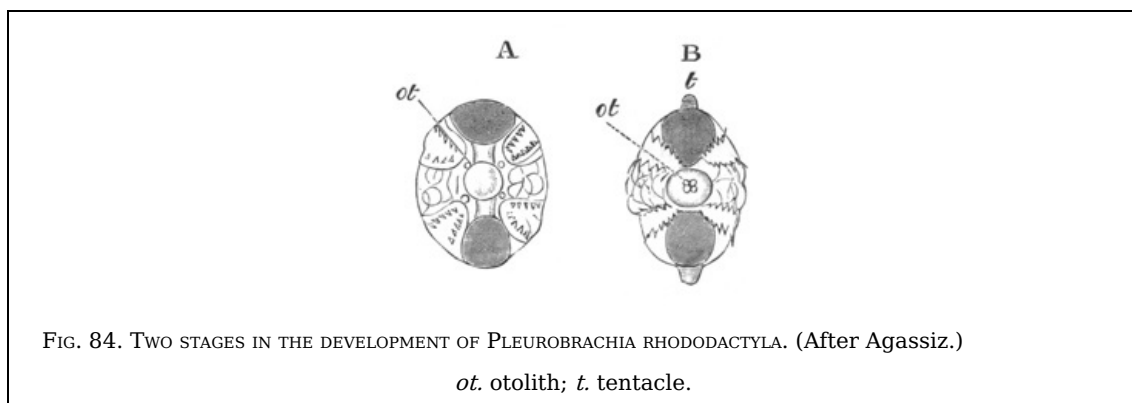 A
B
t
ot
ot
FIG. 84. TWO STAGES IN THE DEVELOPMENT OF PLEUROBRACHIA RHODODACTYLA. (After Agassiz.)
ot. otolith; t. tentacle.